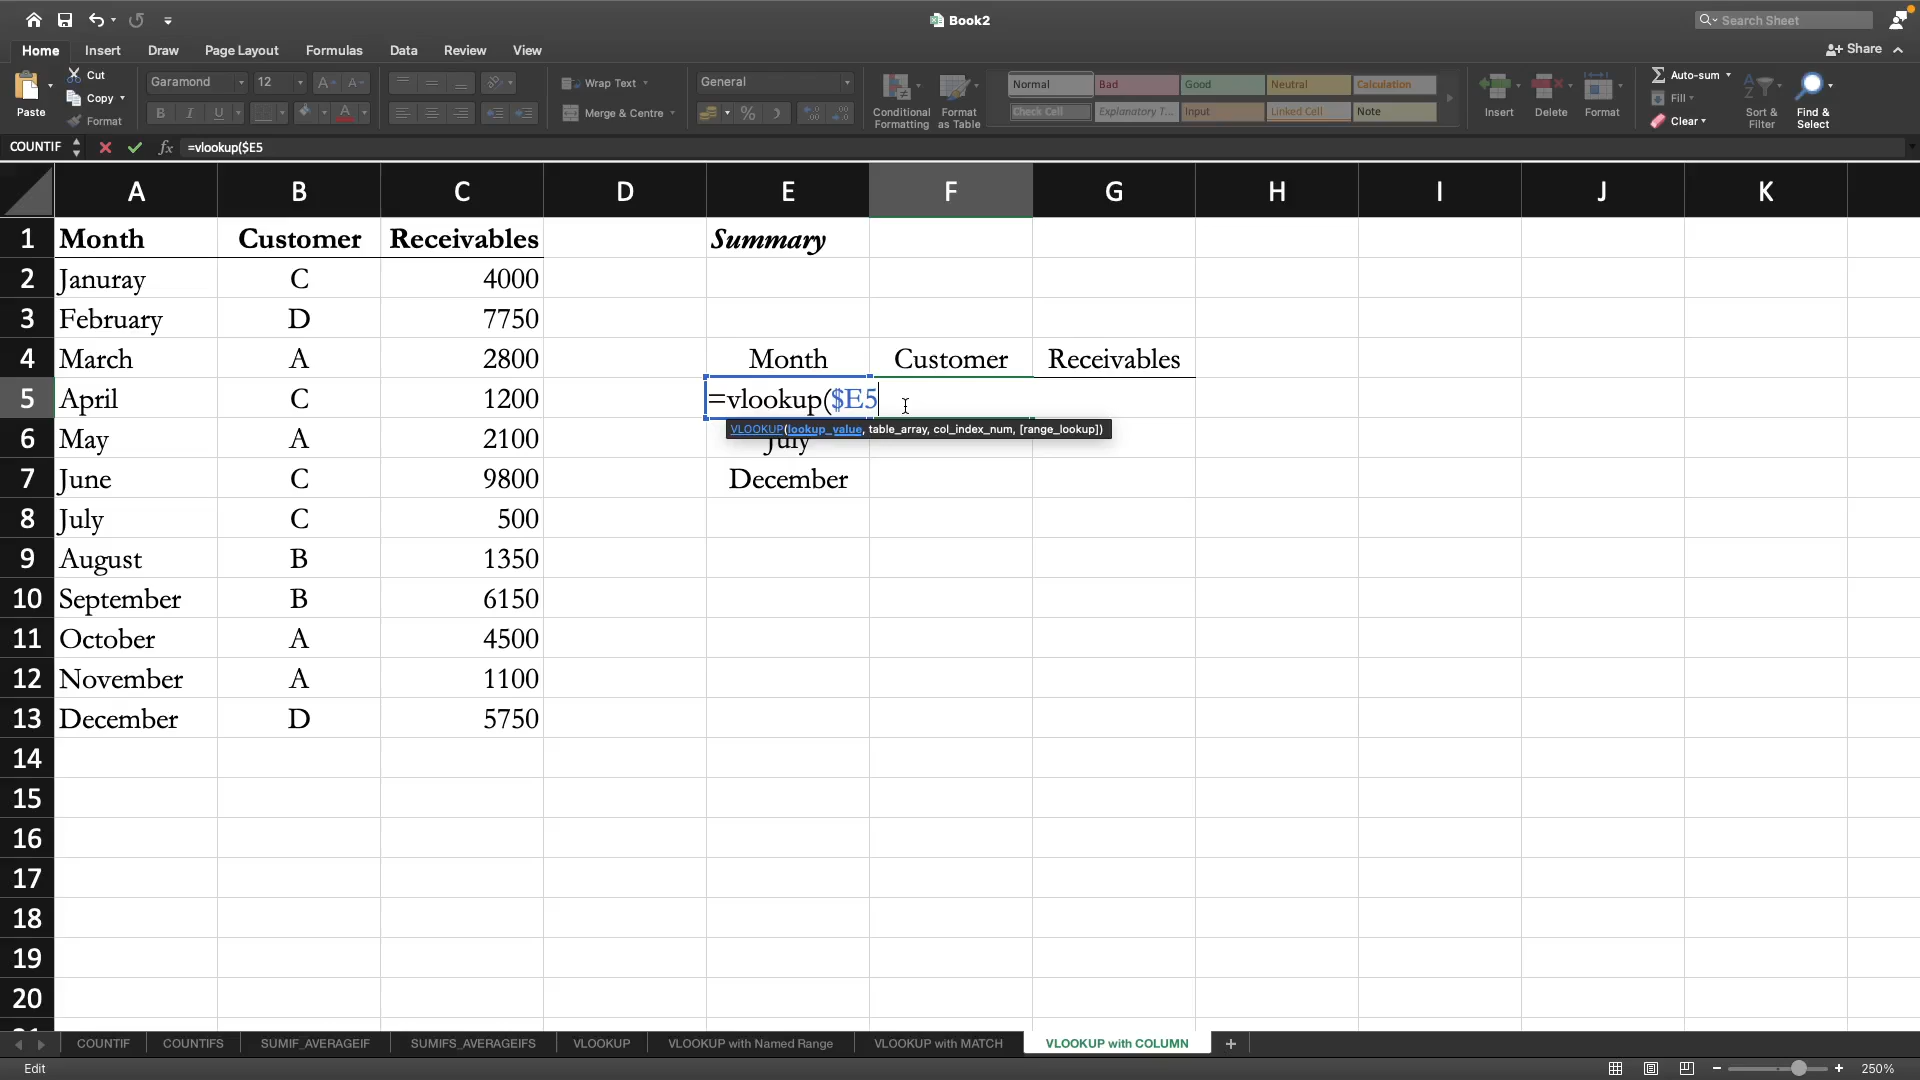 Book2
Search Sheet
Home Insert Draw Page Layout Formulas Data Review View
Share
Paste
Cut
Copy
Format
Garamond 12 A A
B I U A
Wrap Text
Merge & Centre
General
%
Conditional Formatting
Format as Table
Normal Bad Good Neutral Calculation
Check Cell Explanatory T... Input Linked Cell Note
Insert Delete Format
Auto-sum
Fill
Clear
Sort & Filter
Find & Select
COUNTIF fx =vlookup($E5
A B C D E F G H I J K
1 Month Customer Receivables Summary
2 Januray C 4000
3 February D 7750
4 March A 2800 Month Customer Receivables
5 April C 1200 =vlookup($E5
VLOOKUP(lookup_value, table_array, col_index_num, [range_lookup])
6 May A 2100 July
7 June C 9800 December
8 July C 500
9 August B 1350
10 September B 6150
11 October A 4500
12 November A 1100
13 December D 5750
14
15
16
17
18
19
20
COUNTIF COUNTIFS SUMIF_AVERAGEIF SUMIFS_AVERAGEIFS VLOOKUP VLOOKUP with Named Range VLOOKUP with MATCH VLOOKUP with COLUMN +
Edit
250%